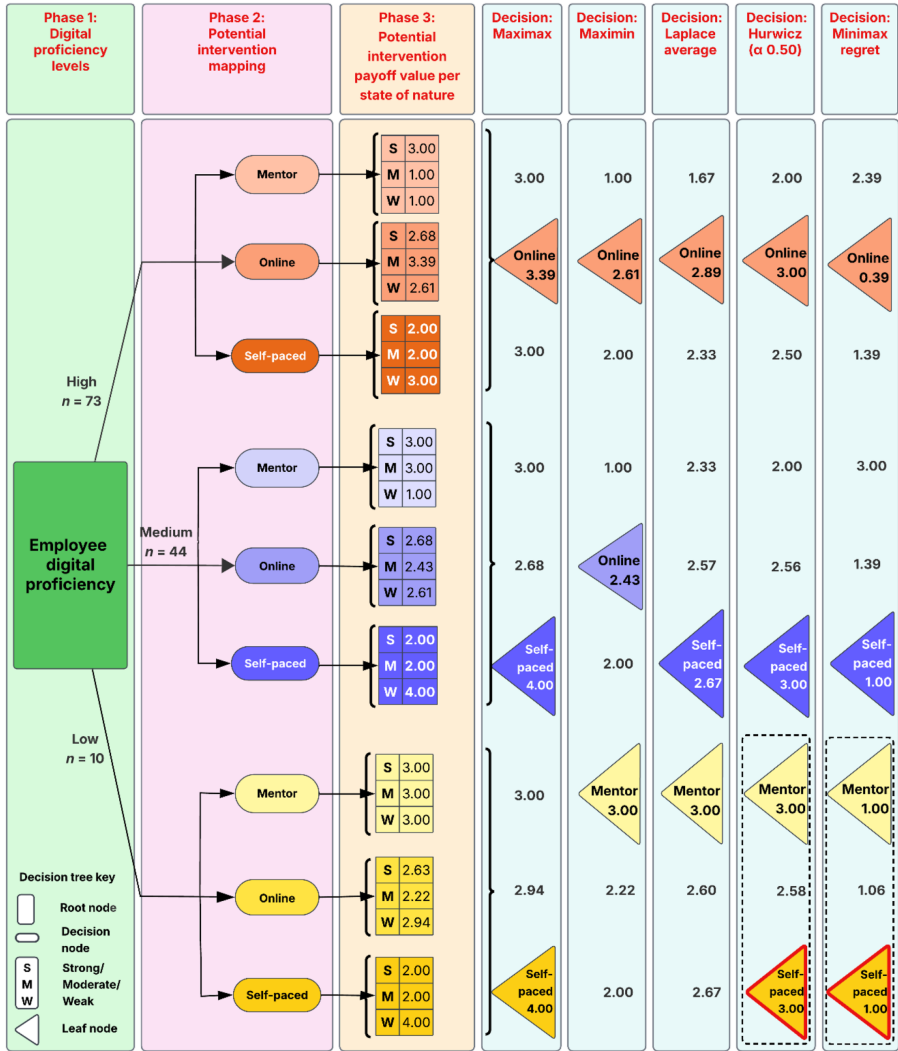 Phase 1:
Digital
proficiency
levels
Phase 2:
Potential
intervention
mapping
Phase 3:
Potential
intervention
payoff value per
state of nature
Decision:
Maximax
Decision:
Maximin
Decision:
Laplace
average
Decision:
Hurwicz
(α 0.50)
Decision:
Minimax
regret
Employee
digital
proficiency
High
n = 73
Mentor
S 3.00
M 1.00
W 1.00
3.00
1.00
1.67
2.00
2.39
Online
S 2.68
M 3.39
W 2.61
Online
3.39
Online
2.61
Online
2.89
Online
3.00
Online
0.39
Self-paced
S 2.00
M 2.00
W 3.00
3.00
2.00
2.33
2.50
1.39
Medium
n = 44
Mentor
S 3.00
M 3.00
W 1.00
3.00
1.00
2.33
2.00
3.00
Online
S 2.68
M 2.43
W 2.61
2.68
Online
2.43
2.57
2.56
1.39
Self-paced
S 2.00
M 2.00
W 4.00
Self-
paced
4.00
2.00
Self-
paced
2.67
Self-
paced
3.00
Self-
paced
1.00
Low
n = 10
Mentor
S 3.00
M 3.00
W 3.00
3.00
Mentor
3.00
Mentor
3.00
Mentor
3.00
Mentor
1.00
Online
S 2.63
M 2.22
W 2.94
2.94
2.22
2.60
2.58
1.06
Self-paced
S 2.00
M 2.00
W 4.00
Self-
paced
4.00
2.00
2.67
Self-
paced
3.00
Self-
paced
1.00
Decision tree key
Root node
Decision
node
S Strong/
M Moderate/
W Weak
Leaf node